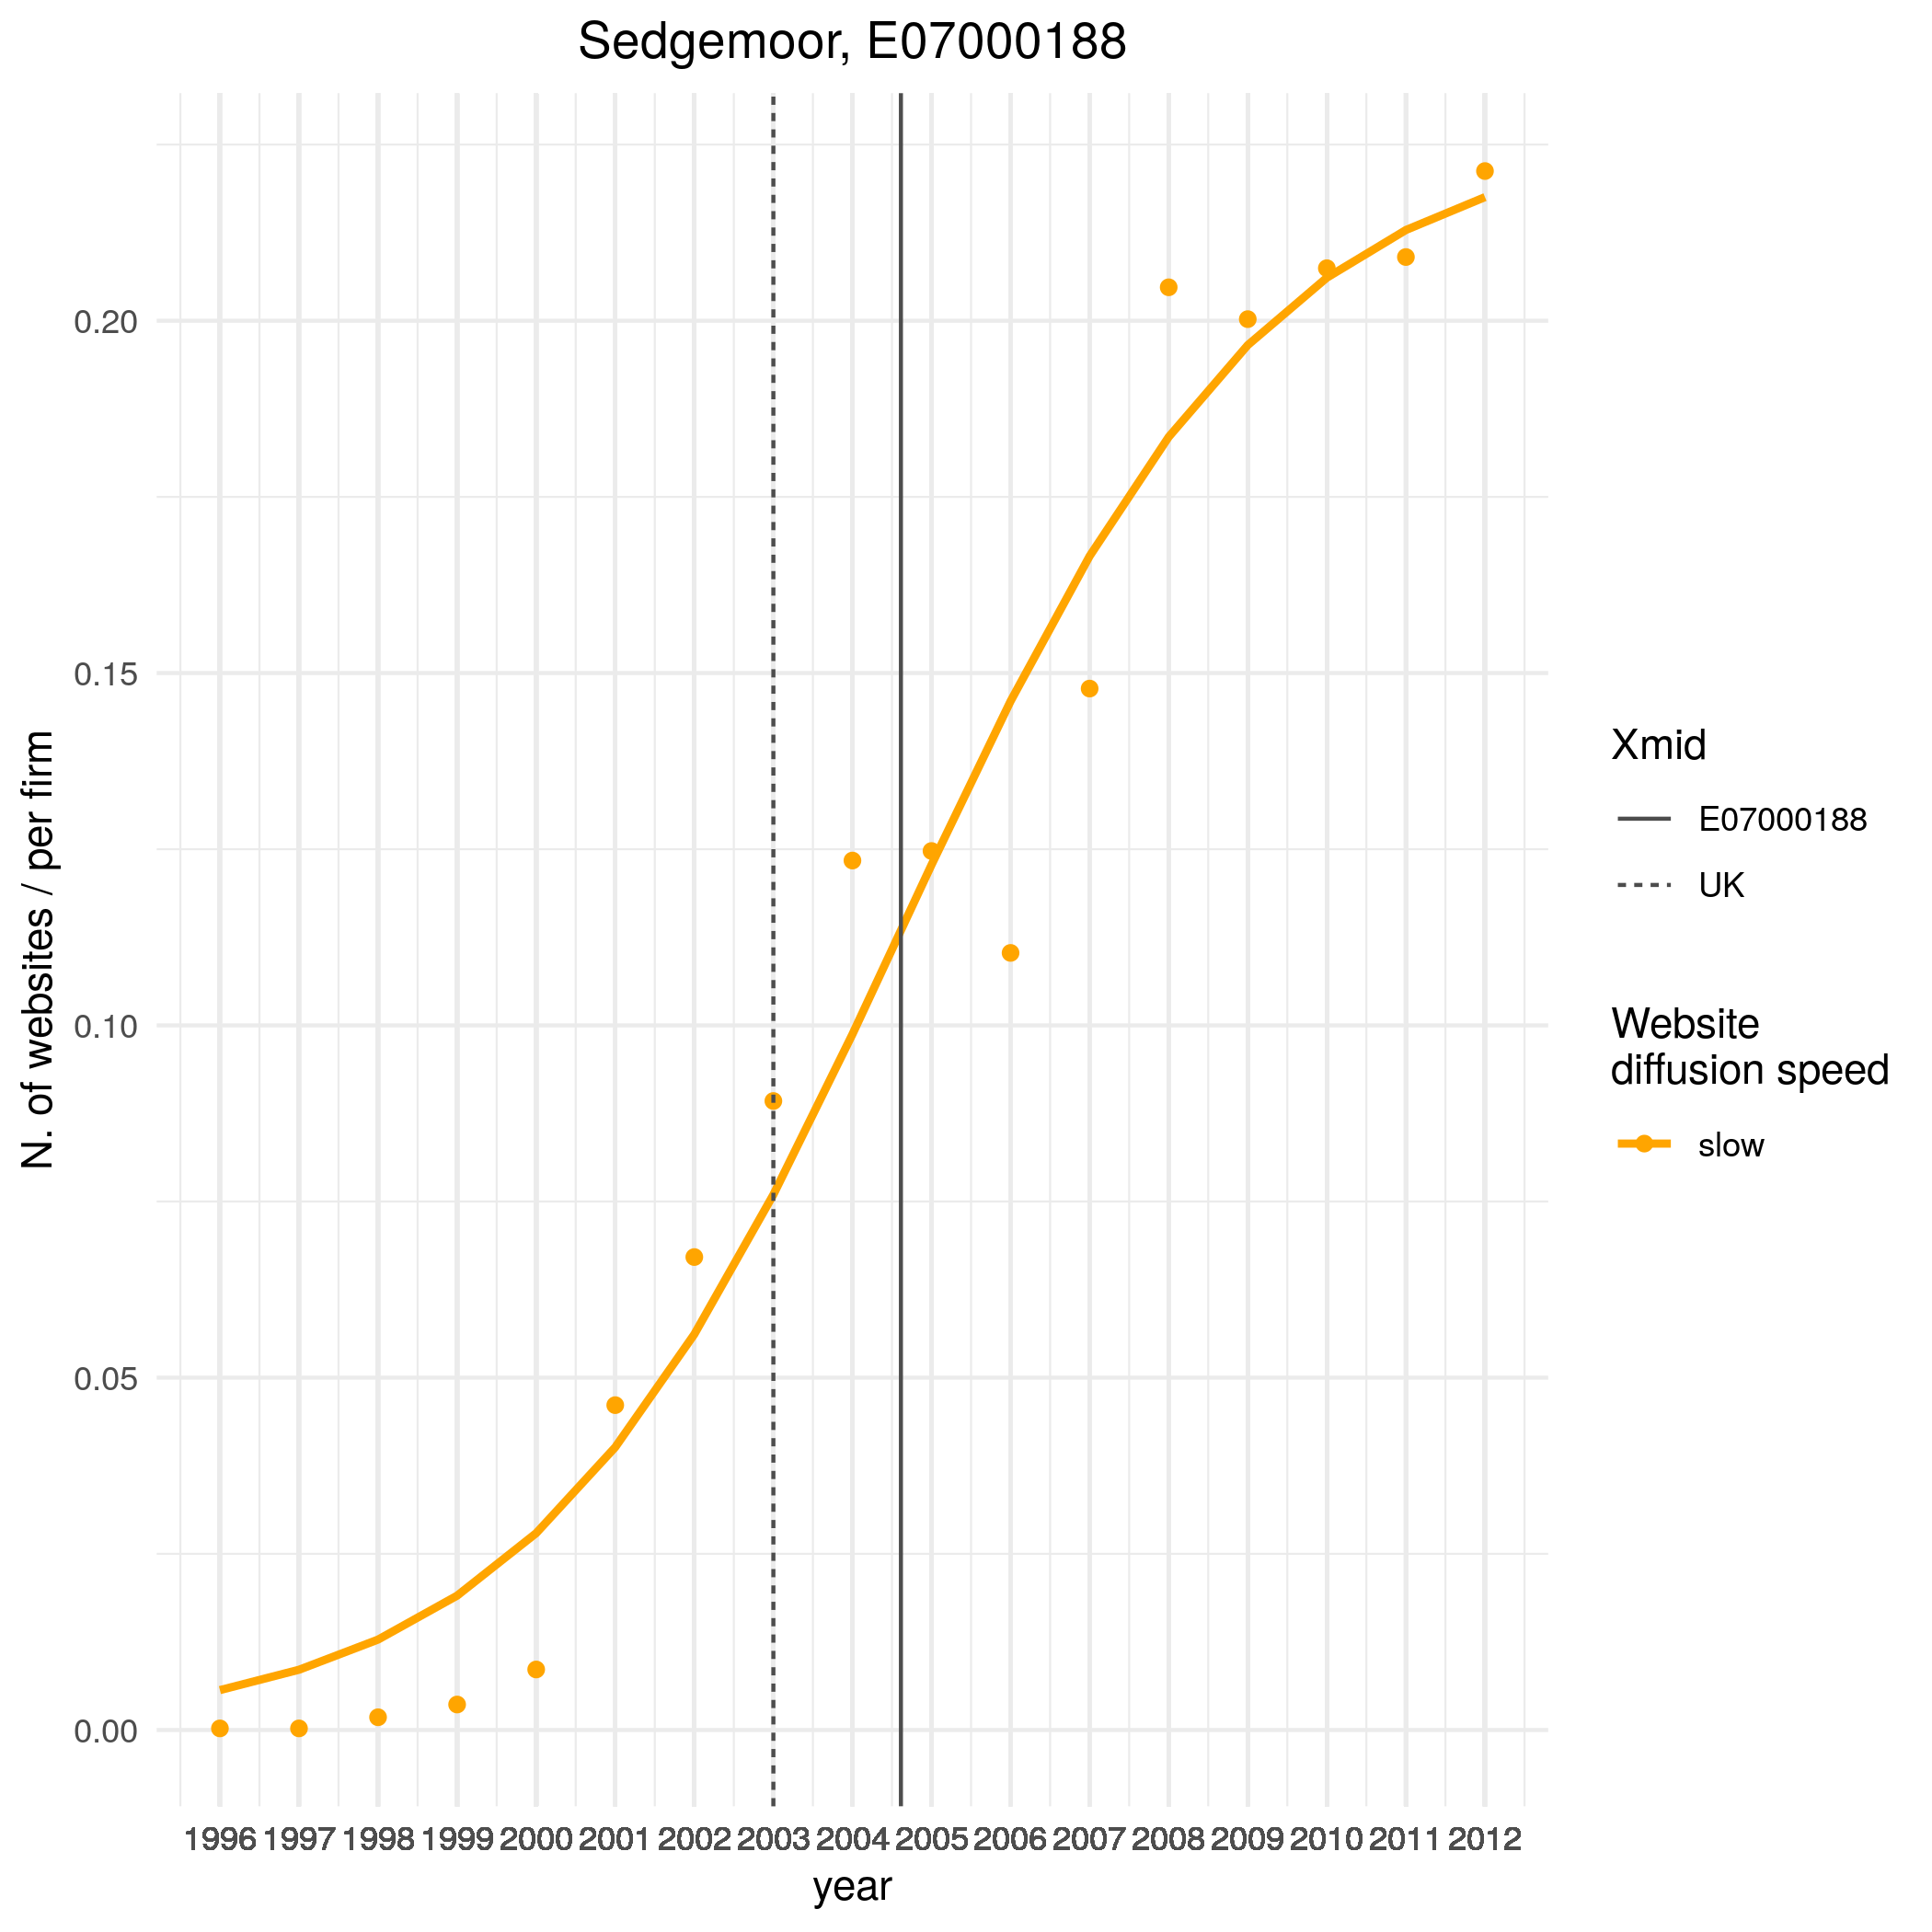 Sedgemoor, E07000188
N. of websites / per firm
0.20
0.15
0.10
0.05
0.00
1996 1997 1998 1999 2000 2001 2002 2003 2004 2005 2006 2007 2008 2009 2010 2011 2012
year
Xmid
E07000188
UK
Website
diffusion speed
slow